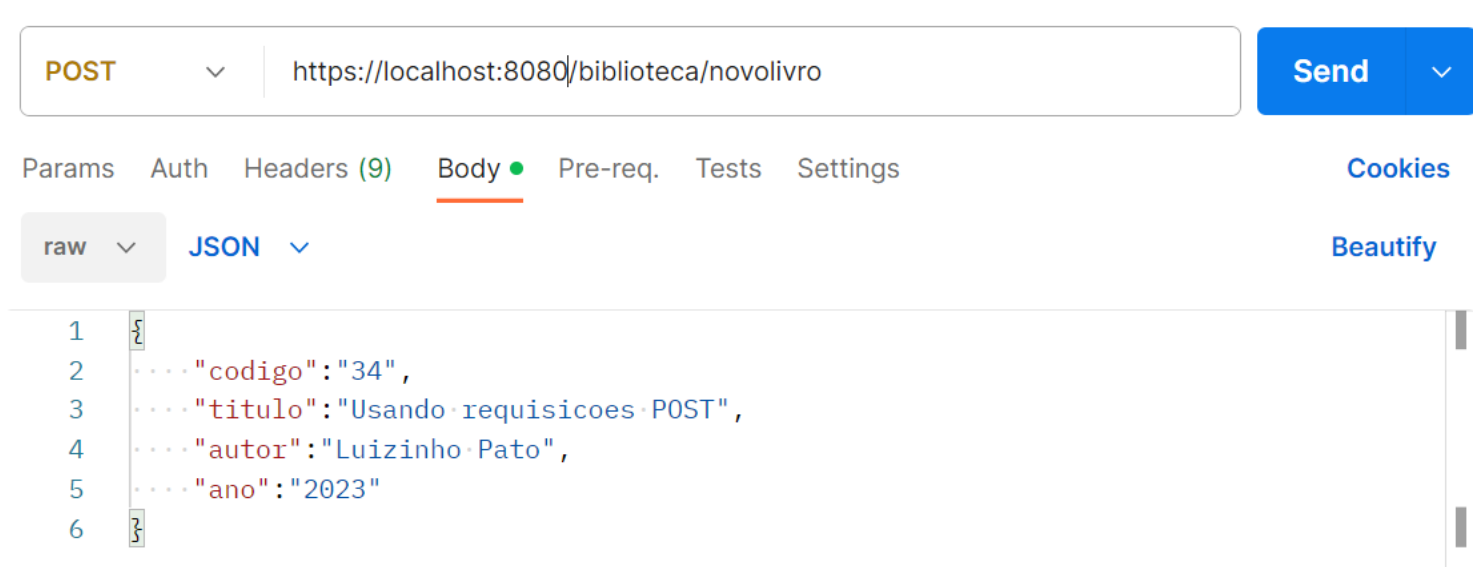 POST https://localhost:8080/biblioteca/novolivro Send
Params Auth Headers (9) Body Pre-req. Tests Settings Cookies
raw JSON Beautify
1 {
2 "codigo":"34",
3 "titulo":"Usando requisicoes POST",
4 "autor":"Luizinho Pato",
5 "ano":"2023"
6 }